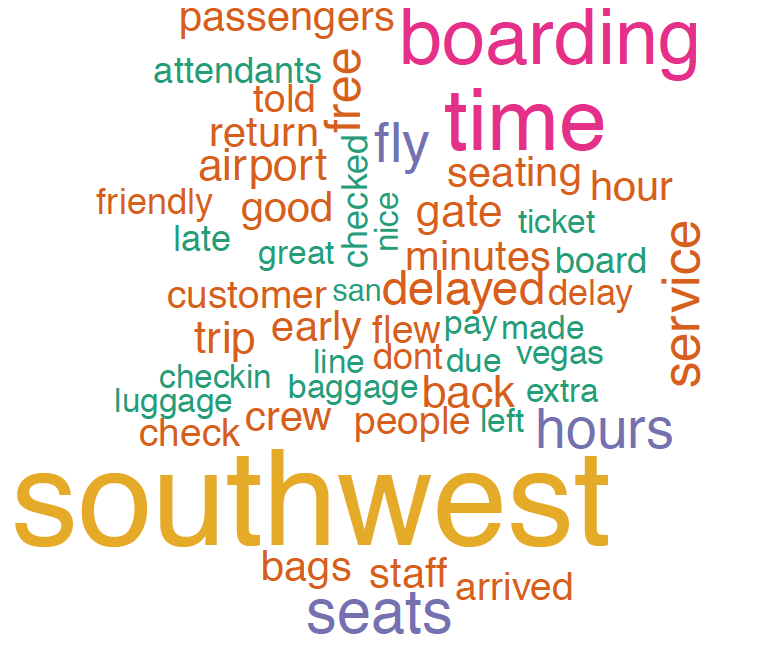 passengers
boarding
attendants
told
free
time
return
fly
airport
checked
seating
hour
friendly
good
nice
gate
ticket
late
great
minutes
board
service
customer
san
delayed
delay
trip
early
flew
pay
made
line
dont
due
vegas
checkin
baggage
back
extra
luggage
check
crew
people
left
hours
southwest
bags
staff
arrived
seats